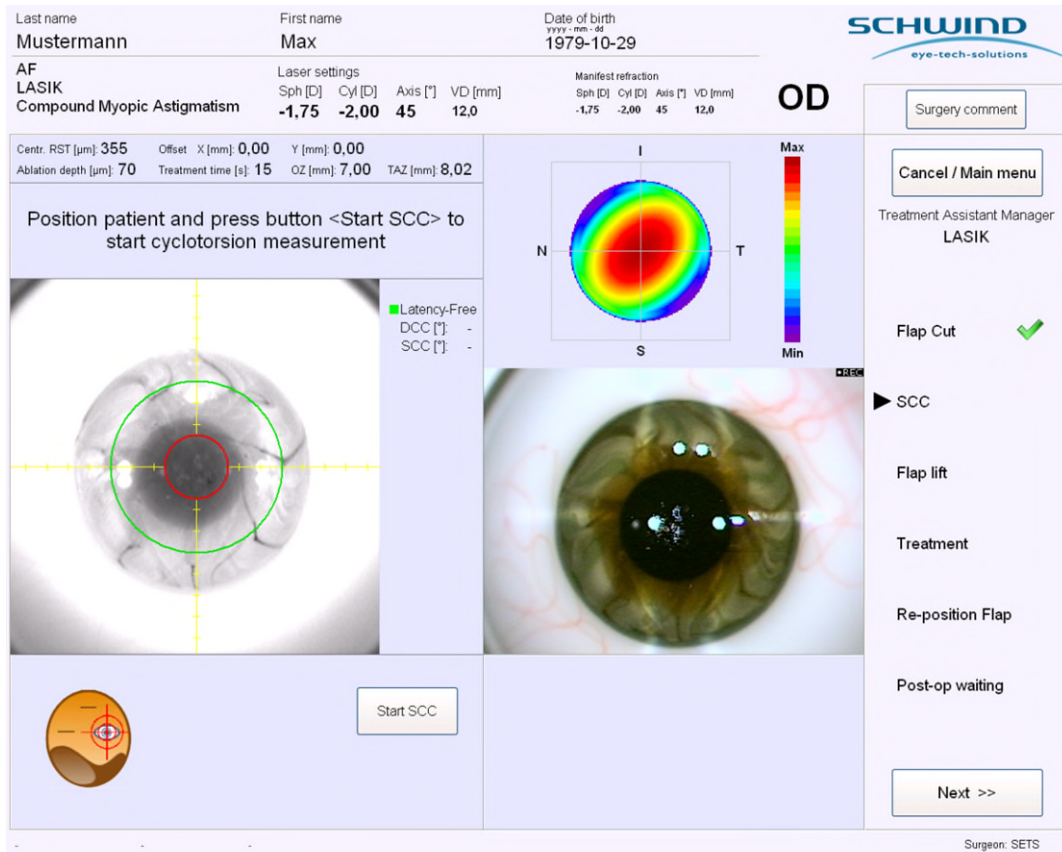 Last name First name Date of birth
yyyy - mm - dd
Mustermann Max 1979-10-29
SCHWIND
eye-tech-solutions
AF
LASIK
Compound Myopic Astigmatism
Laser settings
Sph [D] Cyl [D] Axis [°] VD [mm]
-1,75 -2,00 45 12,0
Manifest refraction
Sph [D] Cyl [D] Axis [°] VD [mm]
-1,75 -2,00 45 12,0
OD
Surgery comment
Centr. RST [µm]: 355 Offset X [mm]: 0,00 Y [mm]: 0,00
Ablation depth [µm]: 70 Treatment time [s]: 15 OZ [mm]: 7,00 TAZ [mm]: 8,02
Position patient and press button <Start SCC> to
start cyclotorsion measurement
Latency-Free
DCC [°]: -
SCC [°]: -
I
N
T
S
Max
Min
REC
Start SCC
Cancel / Main menu
Treatment Assistant Manager
LASIK
Flap Cut
SCC
Flap lift
Treatment
Re-position Flap
Post-op waiting
Next >>
- - -
Surgeon: SETS